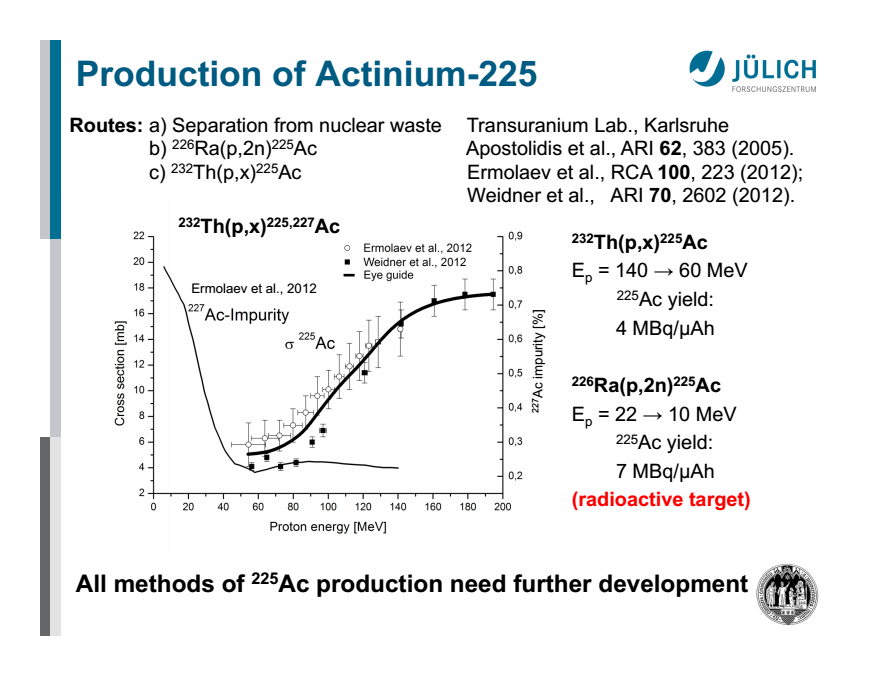 Production of Actinium-225
JÜLICH
FORSCHUNGSZENTRUM
Routes: a) Separation from nuclear waste
b) ²²⁶Ra(p,2n)²²⁵Ac
c) ²³²Th(p,x)²²⁵Ac
Transuranium Lab., Karlsruhe
Apostolidis et al., ARI 62, 383 (2005).
Ermolaev et al., RCA 100, 223 (2012);
Weidner et al., ARI 70, 2602 (2012).
²³²Th(p,x)²²⁵,²²⁷Ac
Ermolaev et al., 2012
Weidner et al., 2012
Eye guide
Ermolaev et al., 2012
²²⁷Ac-Impurity
σ ²²⁵Ac
Cross section [mb]
22
20
18
16
14
12
10
8
6
4
2
0 20 40 60 80 100 120 140 160 180 200
Proton energy [MeV]
0,9
0,8
0,7
0,6
0,5
0,4
0,3
0,2
²²⁷Ac impurity [%]
²³²Th(p,x)²²⁵Ac
Eₚ = 140 → 60 MeV
²²⁵Ac yield:
4 MBq/µAh
²²⁶Ra(p,2n)²²⁵Ac
Eₚ = 22 → 10 MeV
²²⁵Ac yield:
7 MBq/µAh
(radioactive target)
All methods of ²²⁵Ac production need further development